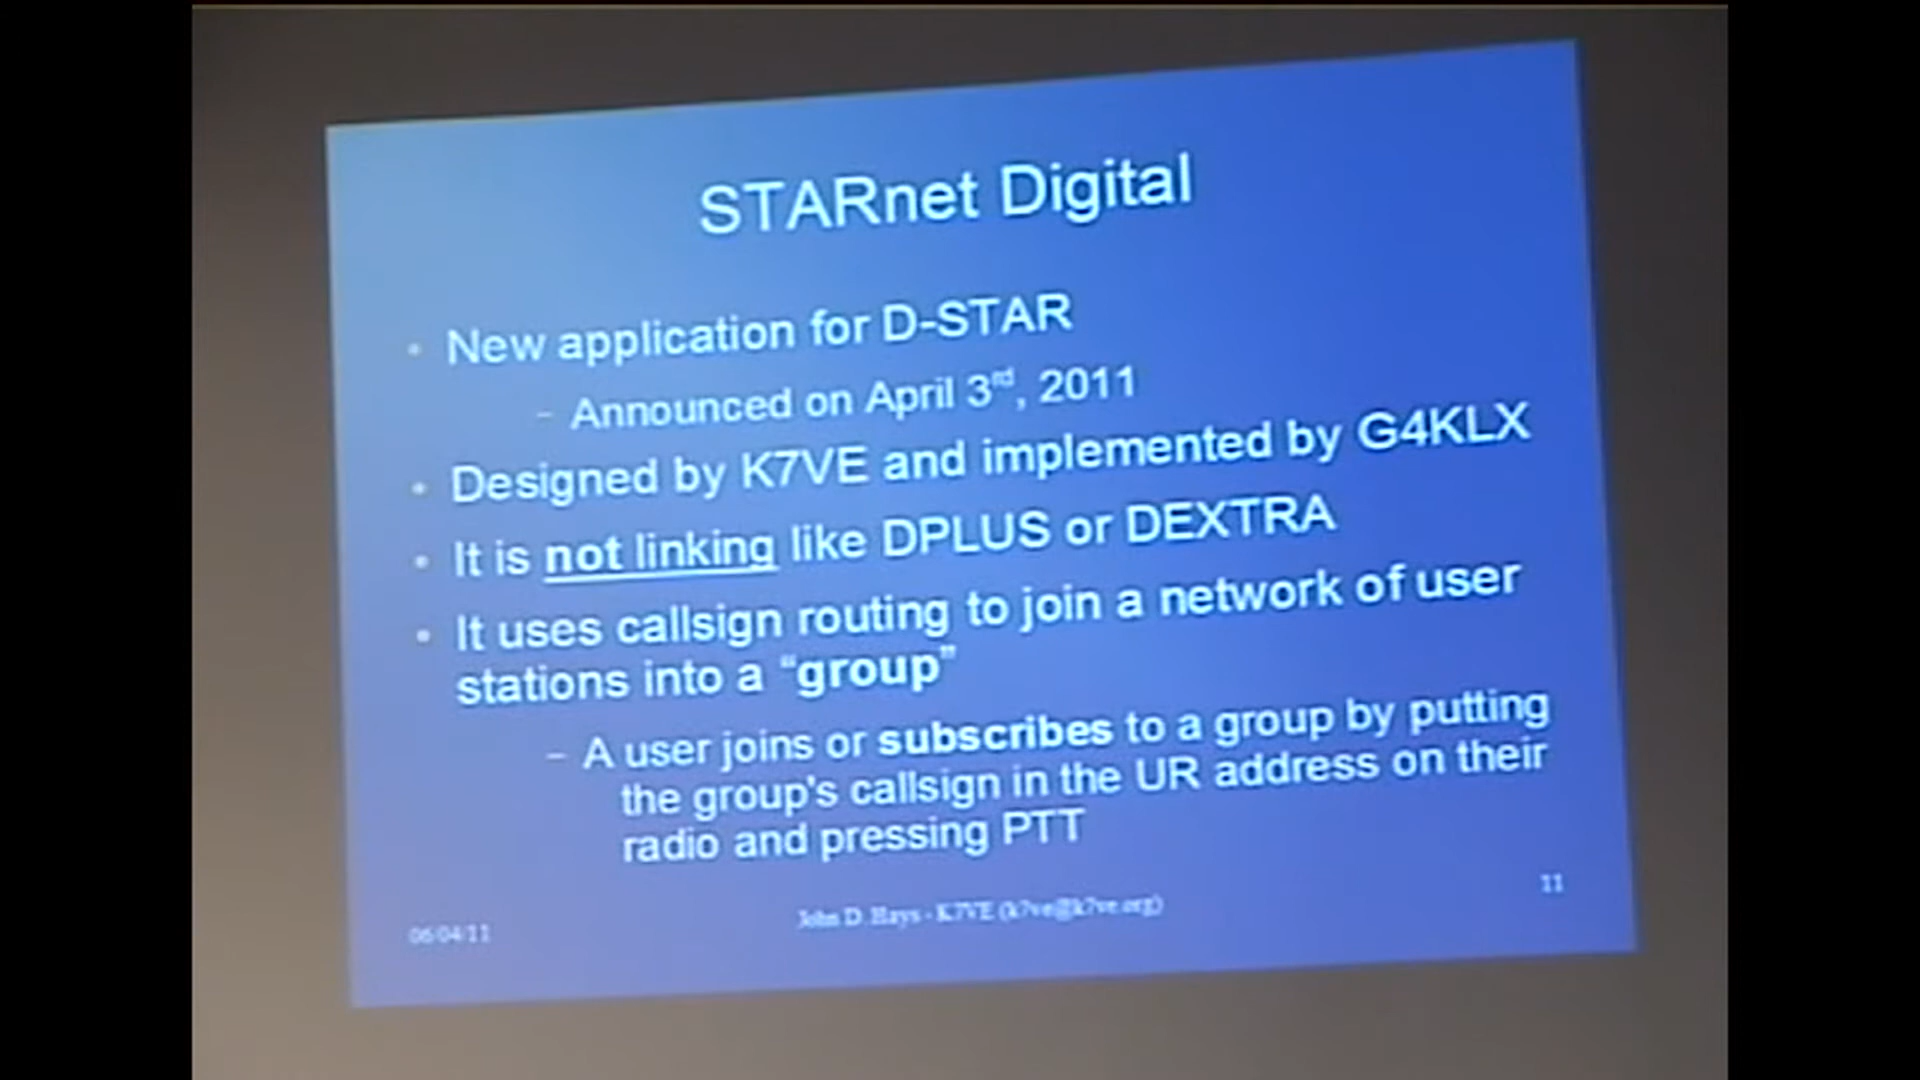 STARnet Digital
• New application for D-STAR
– Announced on April 3rd, 2011
• Designed by K7VE and implemented by G4KLX
• It is not linking like DPLUS or DEXTRA
• It uses callsign routing to join a network of user
stations into a “group”
– A user joins or subscribes to a group by putting
the group's callsign in the UR address on their
radio and pressing PTT
06/04/11
John D. Hays - K7VE (k7ve@k7ve.org)
11